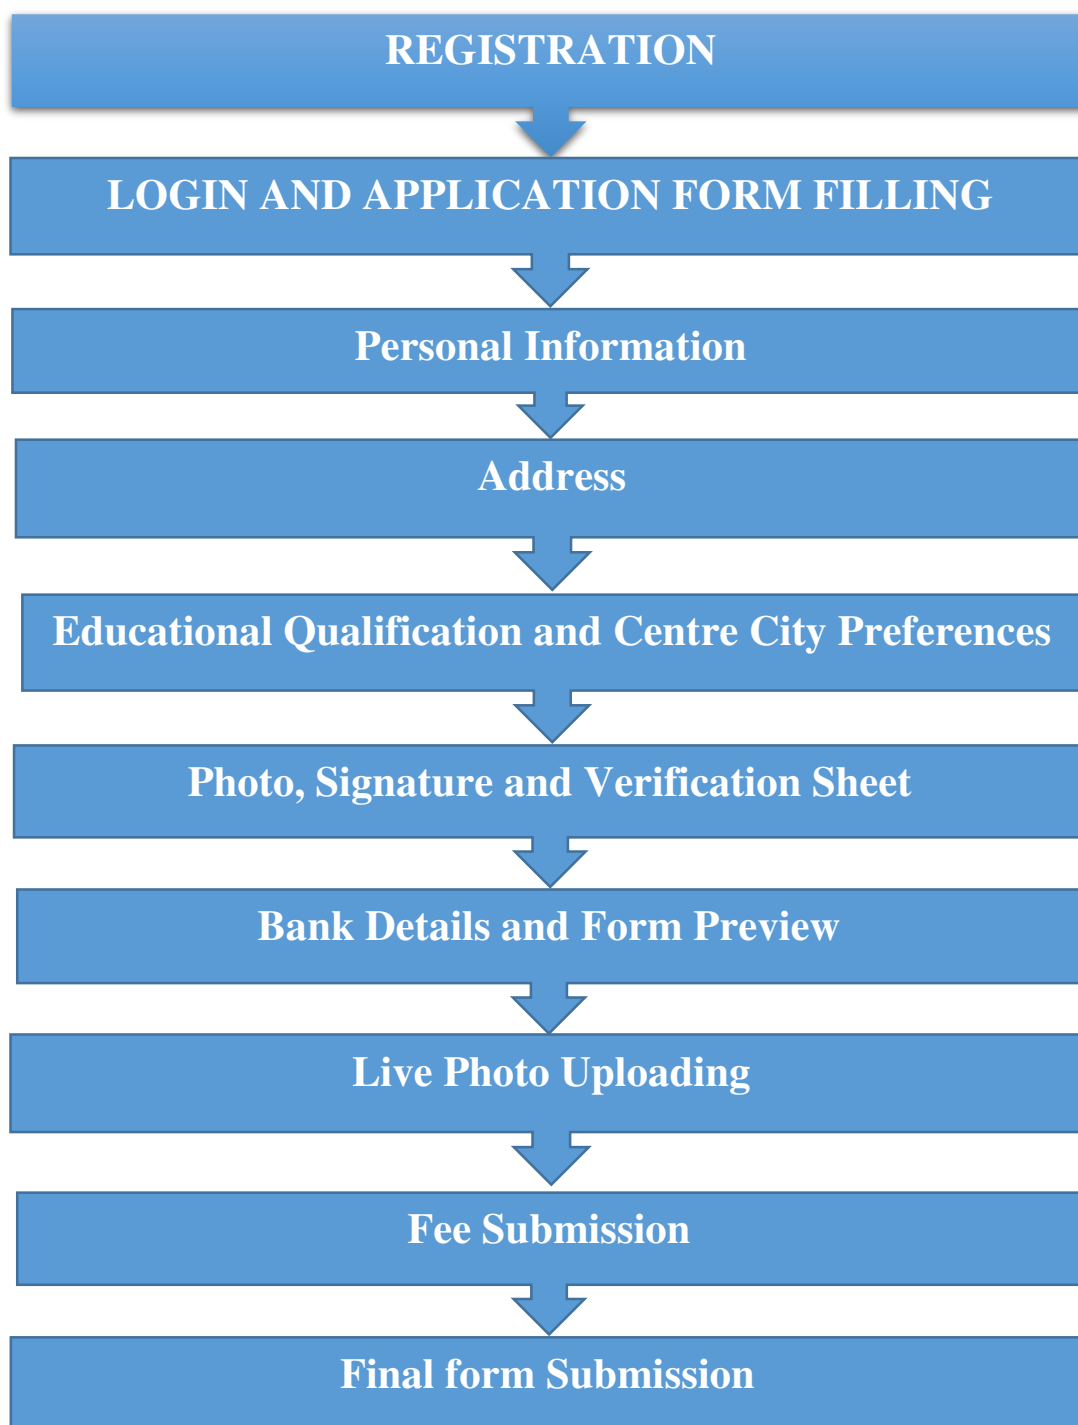 REGISTRATION
LOGIN AND APPLICATION FORM FILLING
Personal Information
Address
Educational Qualification and Centre City Preferences
Photo, Signature and Verification Sheet
Bank Details and Form Preview
Live Photo Uploading
Fee Submission
Final form Submission